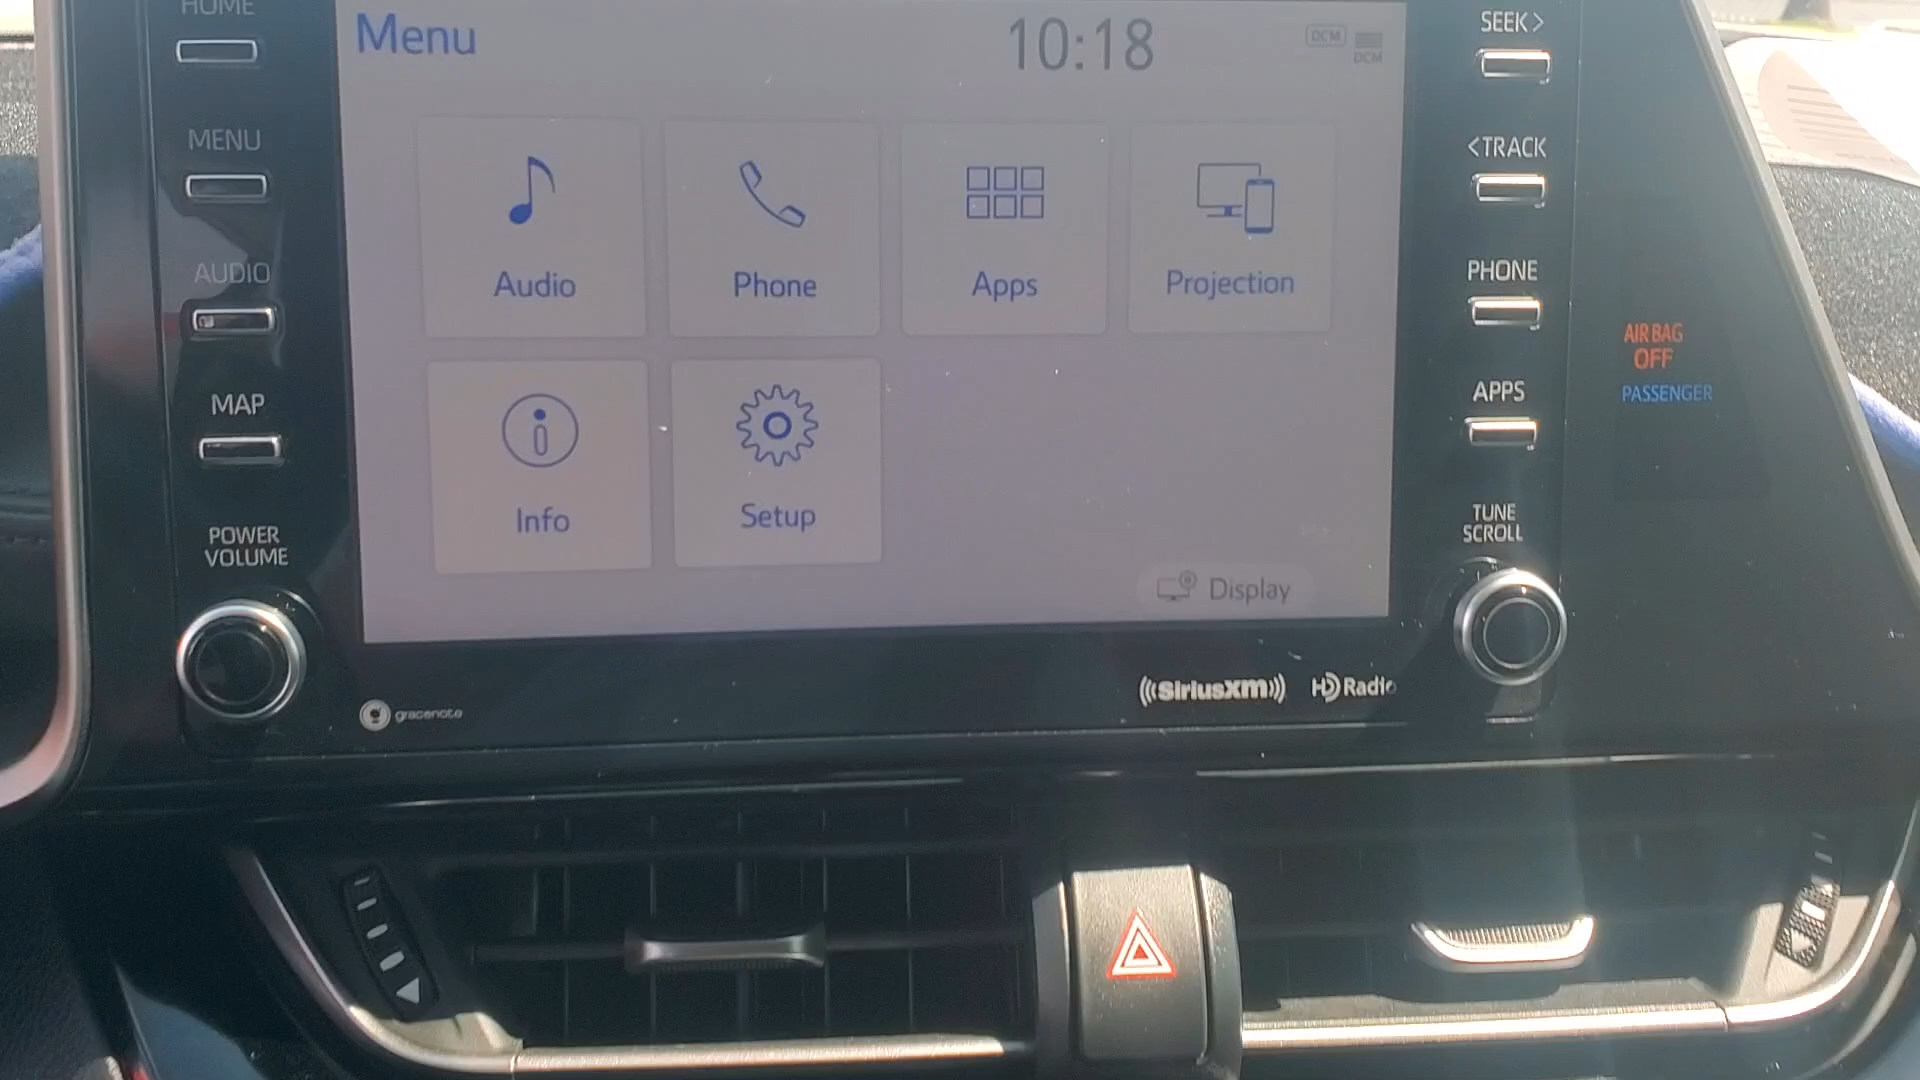 HOME
MENU
AUDIO
MAP
POWER
VOLUME
Menu
10:18
DCM
DCM
Audio
Phone
Apps
Projection
Info
Setup
Display
gracenote
SiriusXM
HD Radio
SEEK>
<TRACK
PHONE
APPS
TUNE
SCROLL
AIR BAG
OFF
PASSENGER